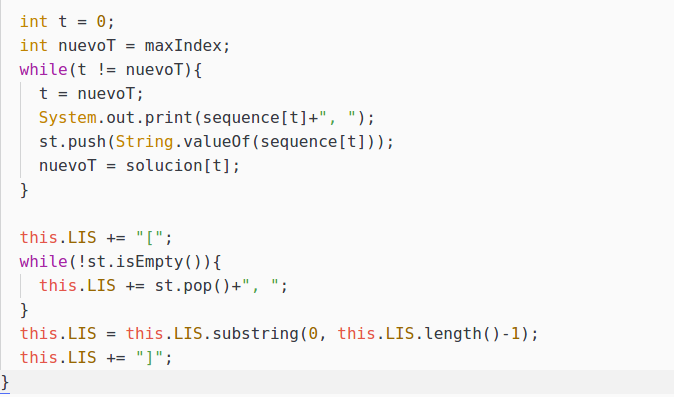 int t = 0;
int nuevoT = maxIndex;
while(t != nuevoT){
t = nuevoT;
System.out.print(sequence[t]+", ");
st.push(String.valueOf(sequence[t]));
nuevoT = solucion[t];
}
this.LIS += "[";
while(!st.isEmpty()){
this.LIS += st.pop()+", ";
}
this.LIS = this.LIS.substring(0, this.LIS.length()-1);
this.LIS += "]";
}